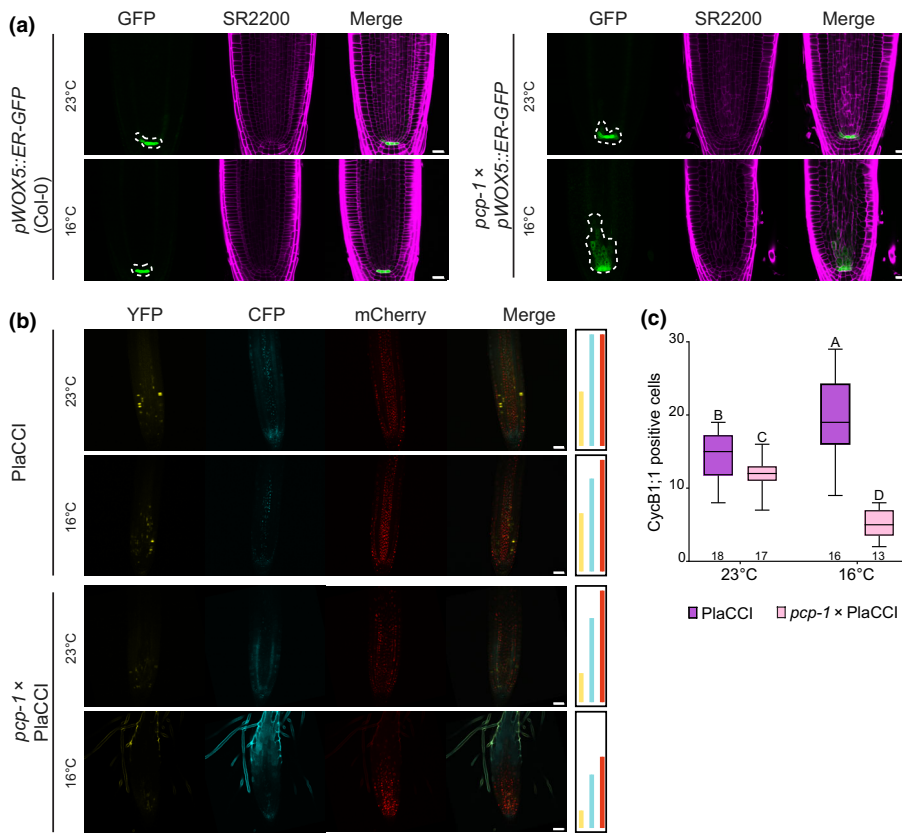 (a)
GFP SR2200 Merge
GFP SR2200 Merge
pWOX5::ER-GFP
(Col-0)
23°C
16°C
pcp-1 ×
pWOX5::ER-GFP
23°C
16°C
(b)
YFP CFP mCherry Merge
PlaCCI
23°C
16°C
pcp-1 ×
PlaCCI
23°C
16°C
(c)
CycB1;1 positive cells
30
20
10
0
B
C
A
D
18 17 16 13
23°C 16°C
PlaCCI pcp-1 × PlaCCI